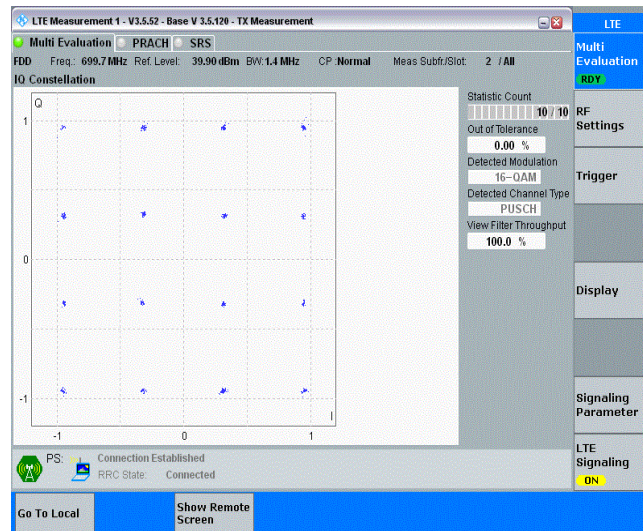 LTE Measurement 1 - V3.5.52 - Base V 3.5.120 - TX Measurement
LTE
Multi Evaluation PRACH SRS
FDD Freq.: 699.7 MHz Ref. Level: 39.90 dBm BW: 1.4 MHz CP :Normal Meas Subfr./Slot: 2 / All
IQ Constellation
Q
1
0
-1
-1 0 1
I
Statistic Count
10 / 10
Out of Tolerance
0.00 %
Detected Modulation
16-QAM
Detected Channel Type
PUSCH
View Filter Throughput
100.0 %
Multi
Evaluation
RDY
RF
Settings
Trigger
Display
Signaling
Parameter
LTE
Signaling
ON
PS: Connection Established
RRC State: Connected
Go To Local
Show Remote
Screen